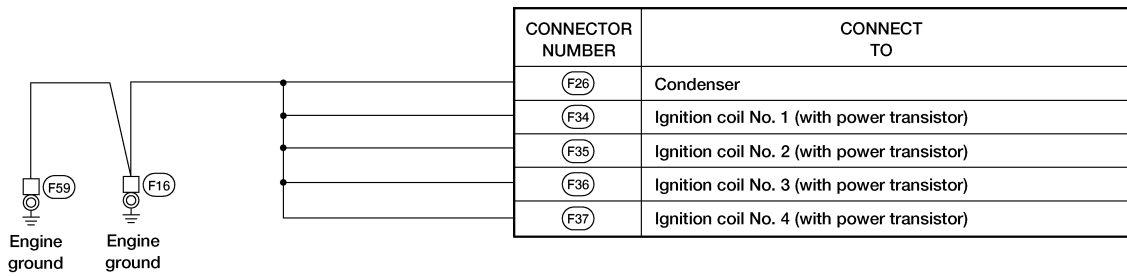 CONNECTOR NUMBER
CONNECT TO
F26 Condenser
F34 Ignition coil No. 1 (with power transistor)
F35 Ignition coil No. 2 (with power transistor)
F36 Ignition coil No. 3 (with power transistor)
F37 Ignition coil No. 4 (with power transistor)
F59
F16
Engine ground
Engine ground